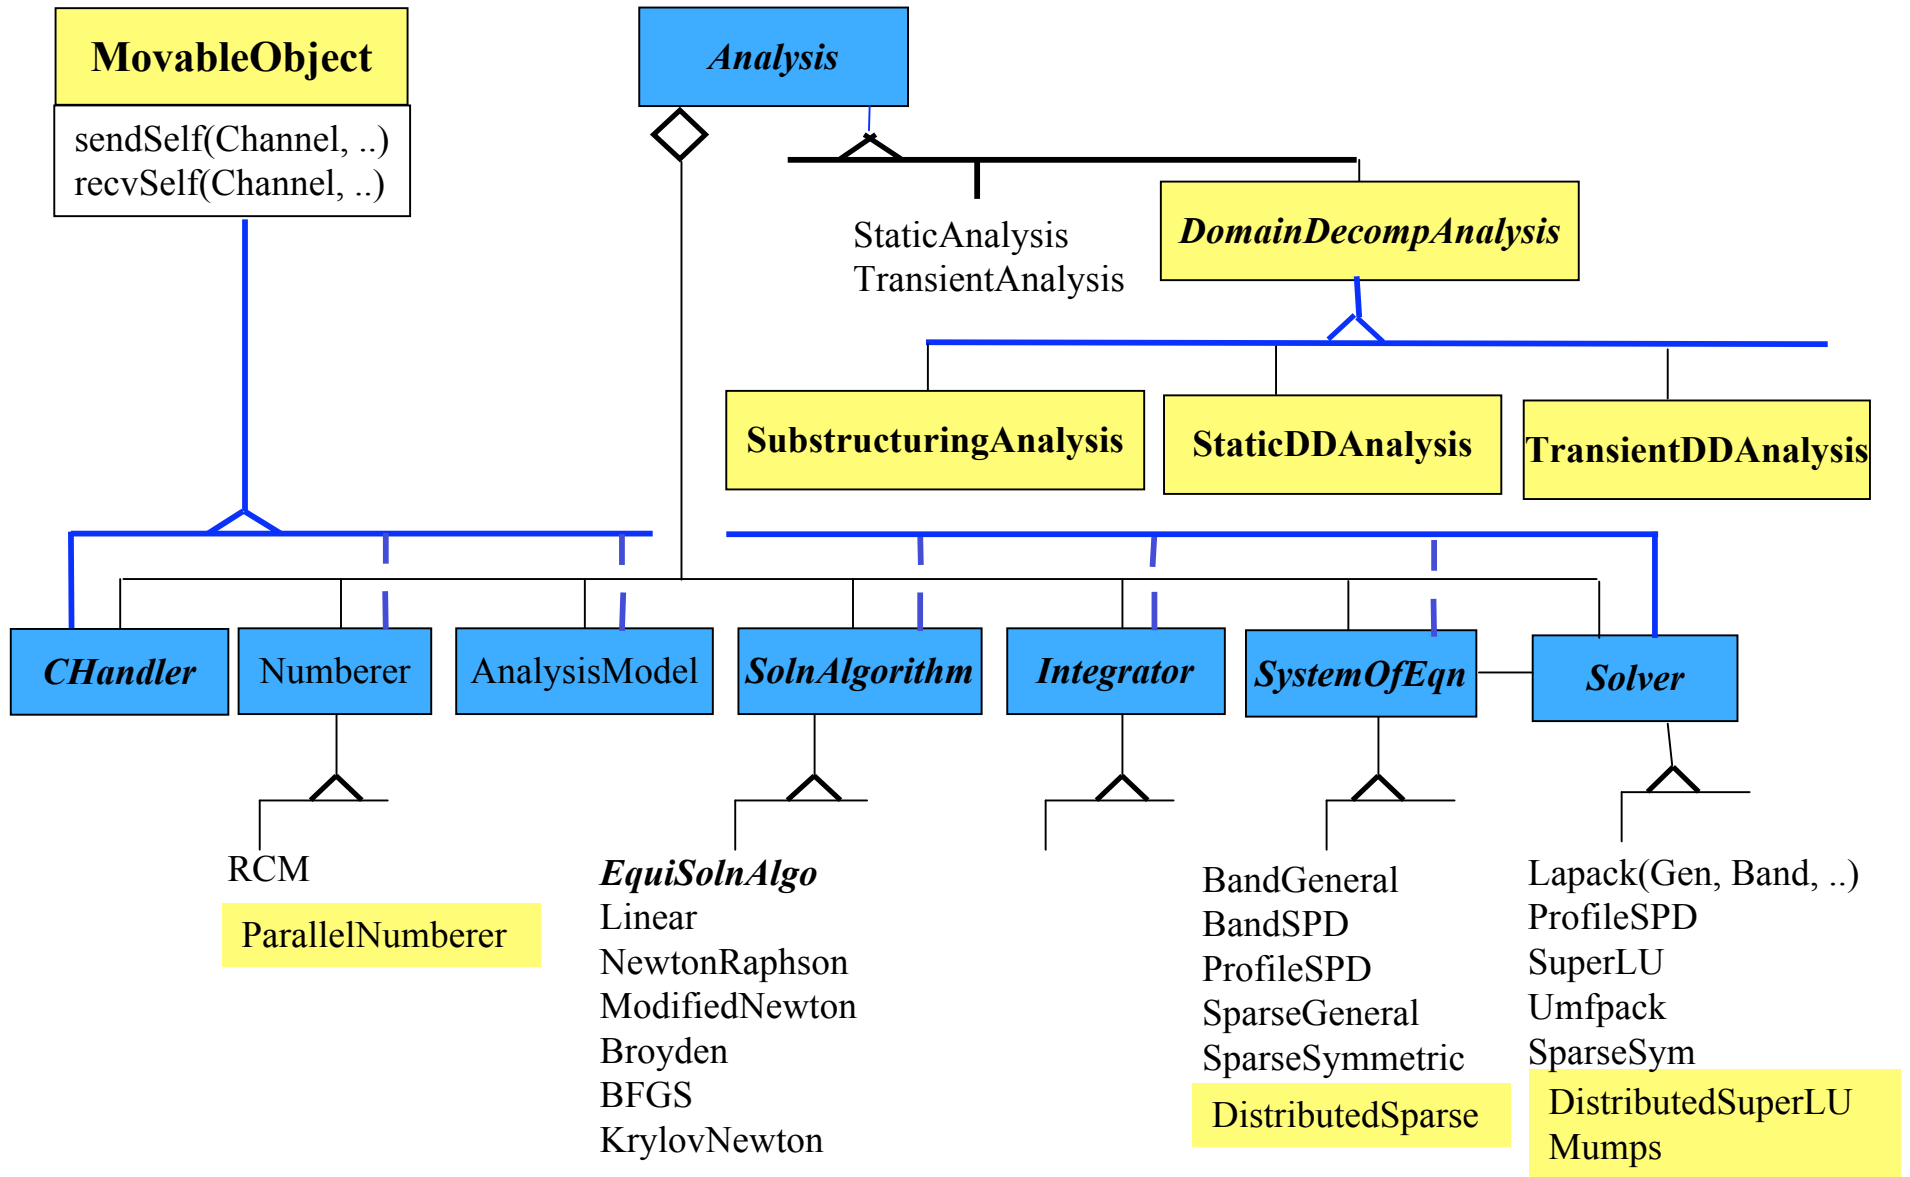 MovableObject
sendSelf(Channel, ..)
recvSelf(Channel, ..)
Analysis
StaticAnalysis
TransientAnalysis
DomainDecompAnalysis
SubstructuringAnalysis
StaticDDAnalysis
TransientDDAnalysis
CHandler
Numberer
AnalysisModel
SolnAlgorithm
Integrator
SystemOfEqn
Solver
RCM
ParallelNumberer
EquiSolnAlgo
Linear
NewtonRaphson
ModifiedNewton
Broyden
BFGS
KrylovNewton
BandGeneral
BandSPD
ProfileSPD
SparseGeneral
SparseSymmetric
DistributedSparse
Lapack(Gen, Band, ..)
ProfileSPD
SuperLU
Umfpack
SparseSym
DistributedSuperLU
Mumps